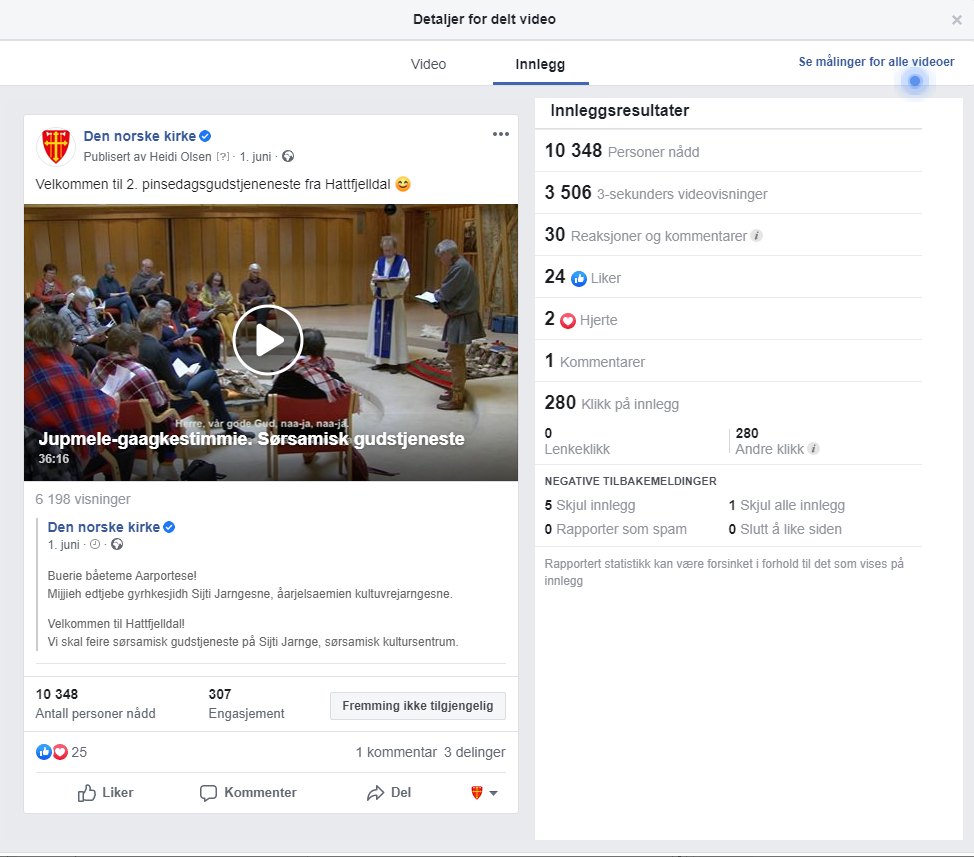 Detaljer for delt video
Video
Innlegg
Se målinger for alle videoer
Den norske kirke
Publisert av Heidi Olsen [?] · 1. juni ·
Velkommen til 2. pinsedagsgudstjeneneste fra Hattfjelldal 😊
Herre, vår gode Gud, naa-ja, naa-ja.
Jupmele-gaagkestimmie. Sørsamisk gudstjeneste
36:16
6 198 visninger
Den norske kirke
1. juni ·
Buerie båeteme Aarportese!
Mijjieh edtjebe gyrhkesjidh Sijti Jarngesne, åarjelsaemien kultuvrejarngesne.
Velkommen til Hattfjelldal!
Vi skal feire sørsamisk gudstjeneste på Sijti Jarnge, sørsamisk kultursentrum.
10 348
Antall personer nådd
307
Engasjement
Fremming ikke tilgjengelig
25
1 kommentar 3 delinger
Liker
Kommenter
Del
Innleggsresultater
10 348 Personer nådd
3 506 3-sekunders videovisninger
30 Reaksjoner og kommentarer
24 Liker
2 Hjerte
1 Kommentarer
280 Klikk på innlegg
0
Lenkeklikk
280
Andre klikk
NEGATIVE TILBAKEMELDINGER
5 Skjul innlegg
1 Skjul alle innlegg
0 Rapporter som spam
0 Slutt å like siden
Rapportert statistikk kan være forsinket i forhold til det som vises på
innlegg